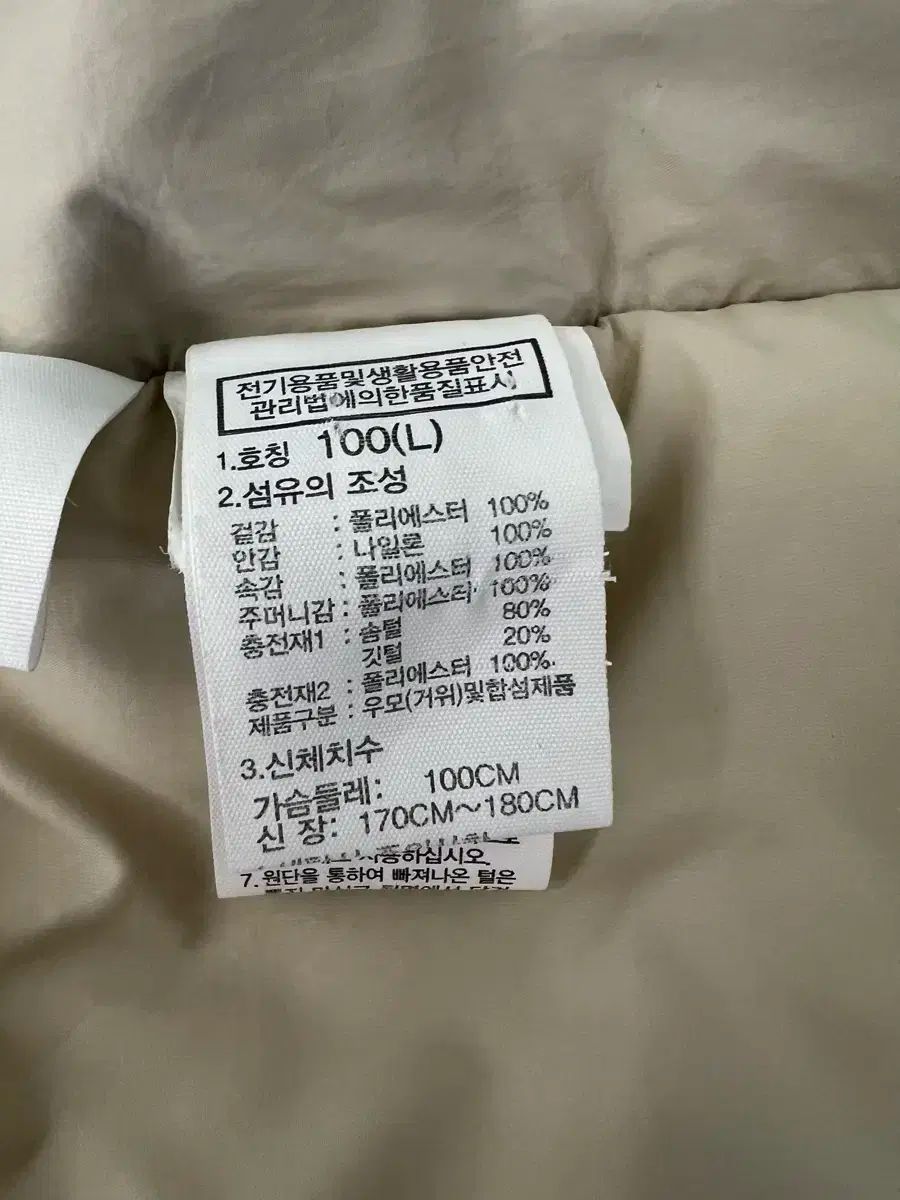 전기용품및생활용품안전
관리법에의한품질표시
1.호칭 100(L)
2.섬유의 조성
겉감 : 폴리에스터 100%
안감 : 나일론 100%
속감 : 폴리에스터 100%
주머니감 : 폴리에스터 100%
충전재1 : 솜털 80%
깃털 20%
충전재2 : 폴리에스터 100%
제품구분 : 우모(거위)및합섬제품
3.신체치수
가슴둘레: 100CM
신 장: 170CM~180CM
사용하십시오
7. 원단을 통하여 빠져나온 털은